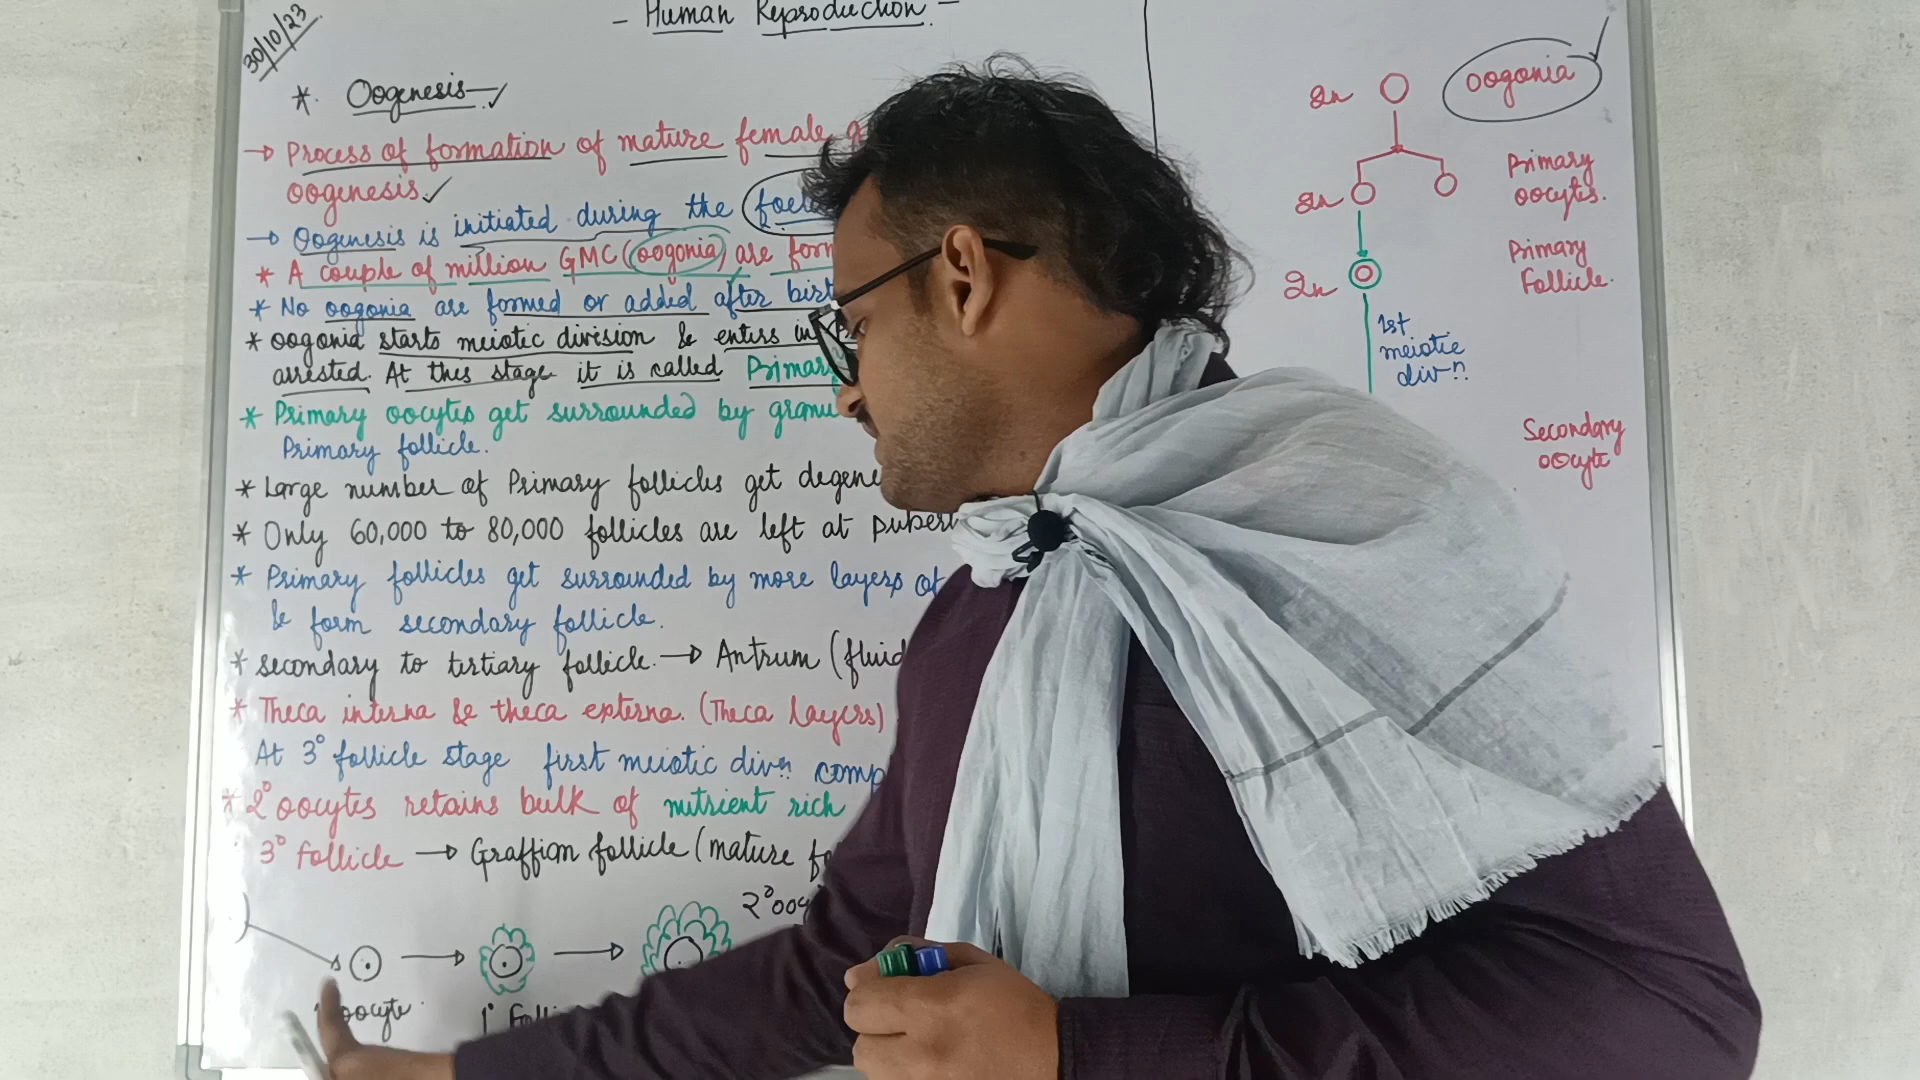 30/10/23
- Human Reproduction. -
*. Oogenesis
→ Process of formation of mature female
oogenesis
→ Oogenesis is initiated during the
* A couple of million GMC (oogonia) are
* No oogonia are formed or added after
* oogonia starts meiotic division & enters
arrested. At this stage it is called
* Primary oocytes get surrounded by
Primary follicle.
* Large number of Primary follicles get
* Only 60,000 to 80,000 follicles are left at
* Primary follicles get surrounded by more layers of
& form secondary follicle.
* secondary to tertiary follicle. → Antrum (fluid
* Theca interna & theca externa. (Theca layers)
At 3° follicle stage first meiotic divn.
* 2° oocytes retains bulk of nutrient rich
3° follicle → Graffian follicle (mature
2°
oocyte
1°
2n
oogonia
2n
Primary
oocytes.
2n
Primary
Follicle.
1st
meiotic
divn.
Secondary
oocyte